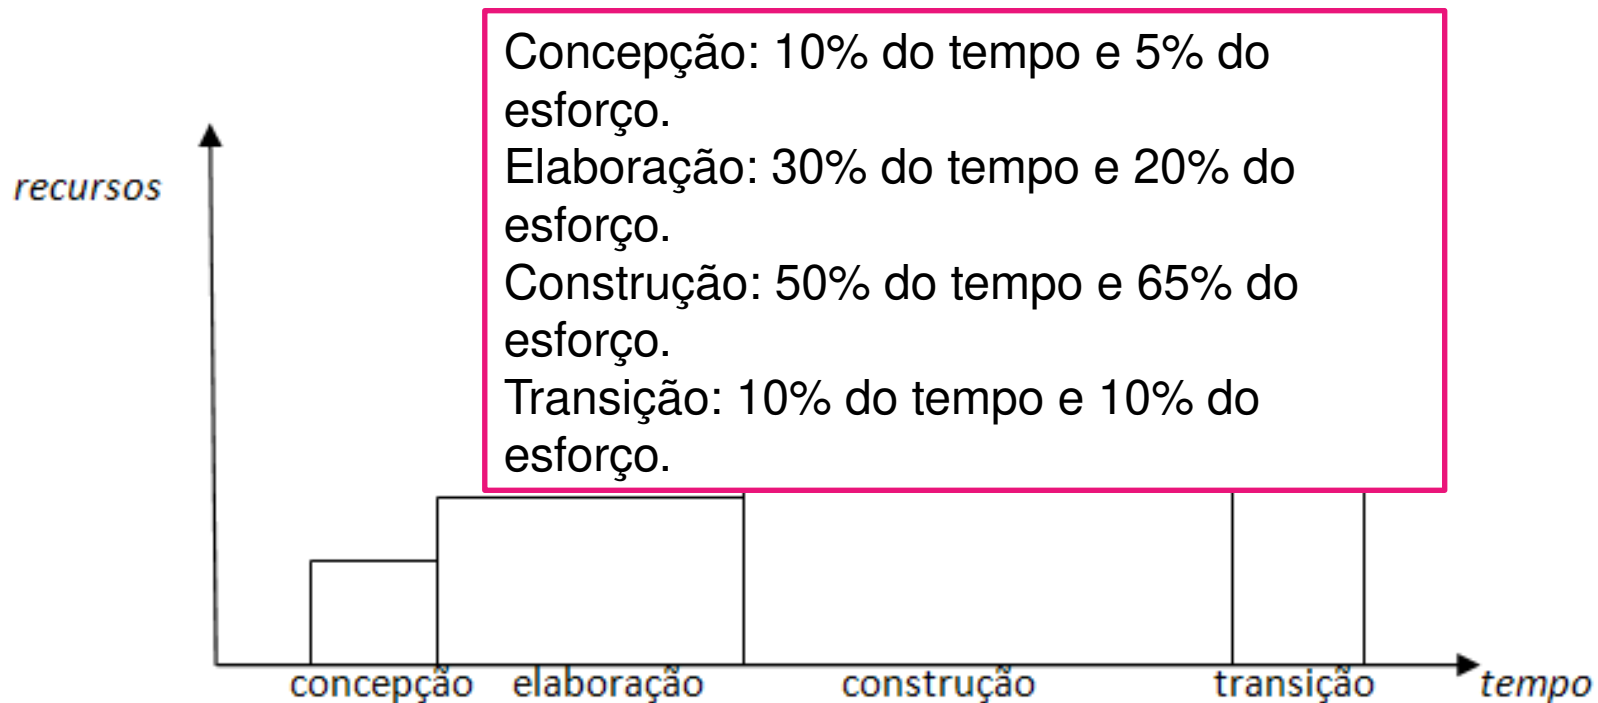 Concepção: 10% do tempo e 5% do
esforço.
Elaboração: 30% do tempo e 20% do
esforço.
Construção: 50% do tempo e 65% do
esforço.
Transição: 10% do tempo e 10% do
esforço.
recursos
concepção elaboração construção transição tempo